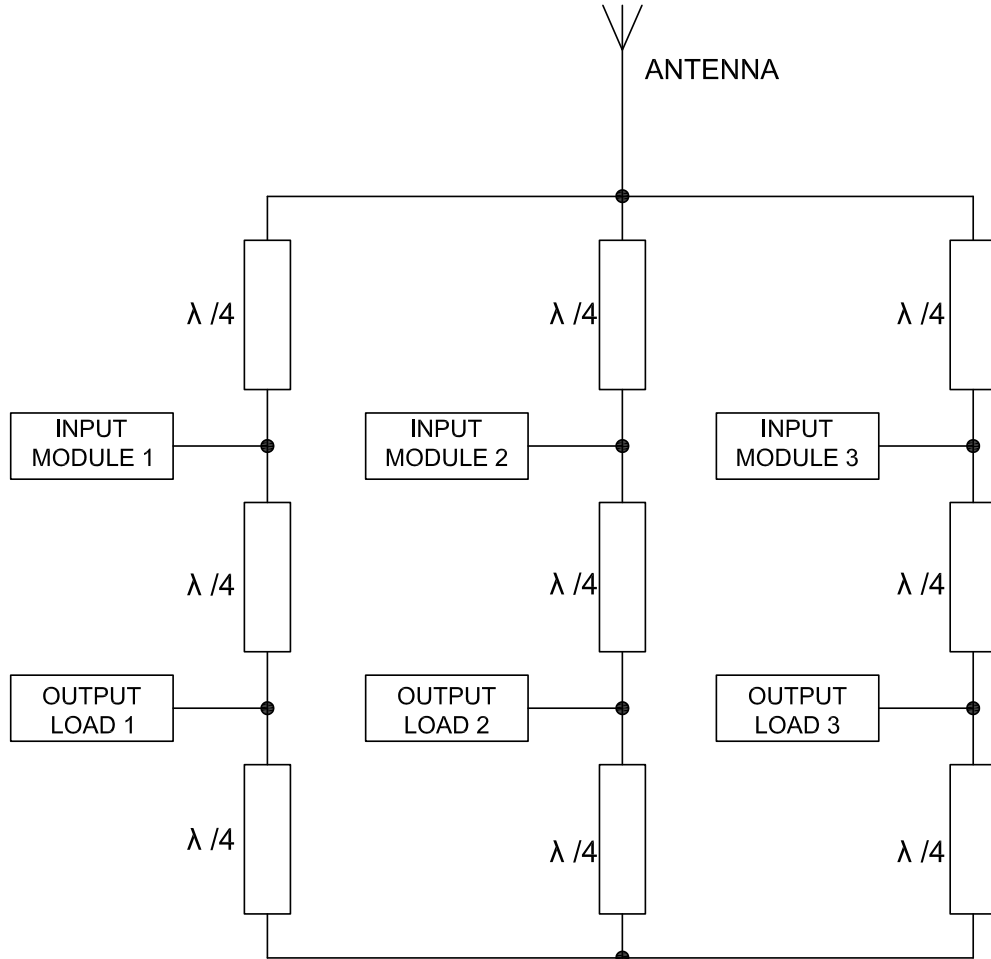 ANTENNA
λ /4
λ /4
λ /4
INPUT
MODULE 1
INPUT
MODULE 2
INPUT
MODULE 3
λ /4
λ /4
λ /4
OUTPUT
LOAD 1
OUTPUT
LOAD 2
OUTPUT
LOAD 3
λ /4
λ /4
λ /4